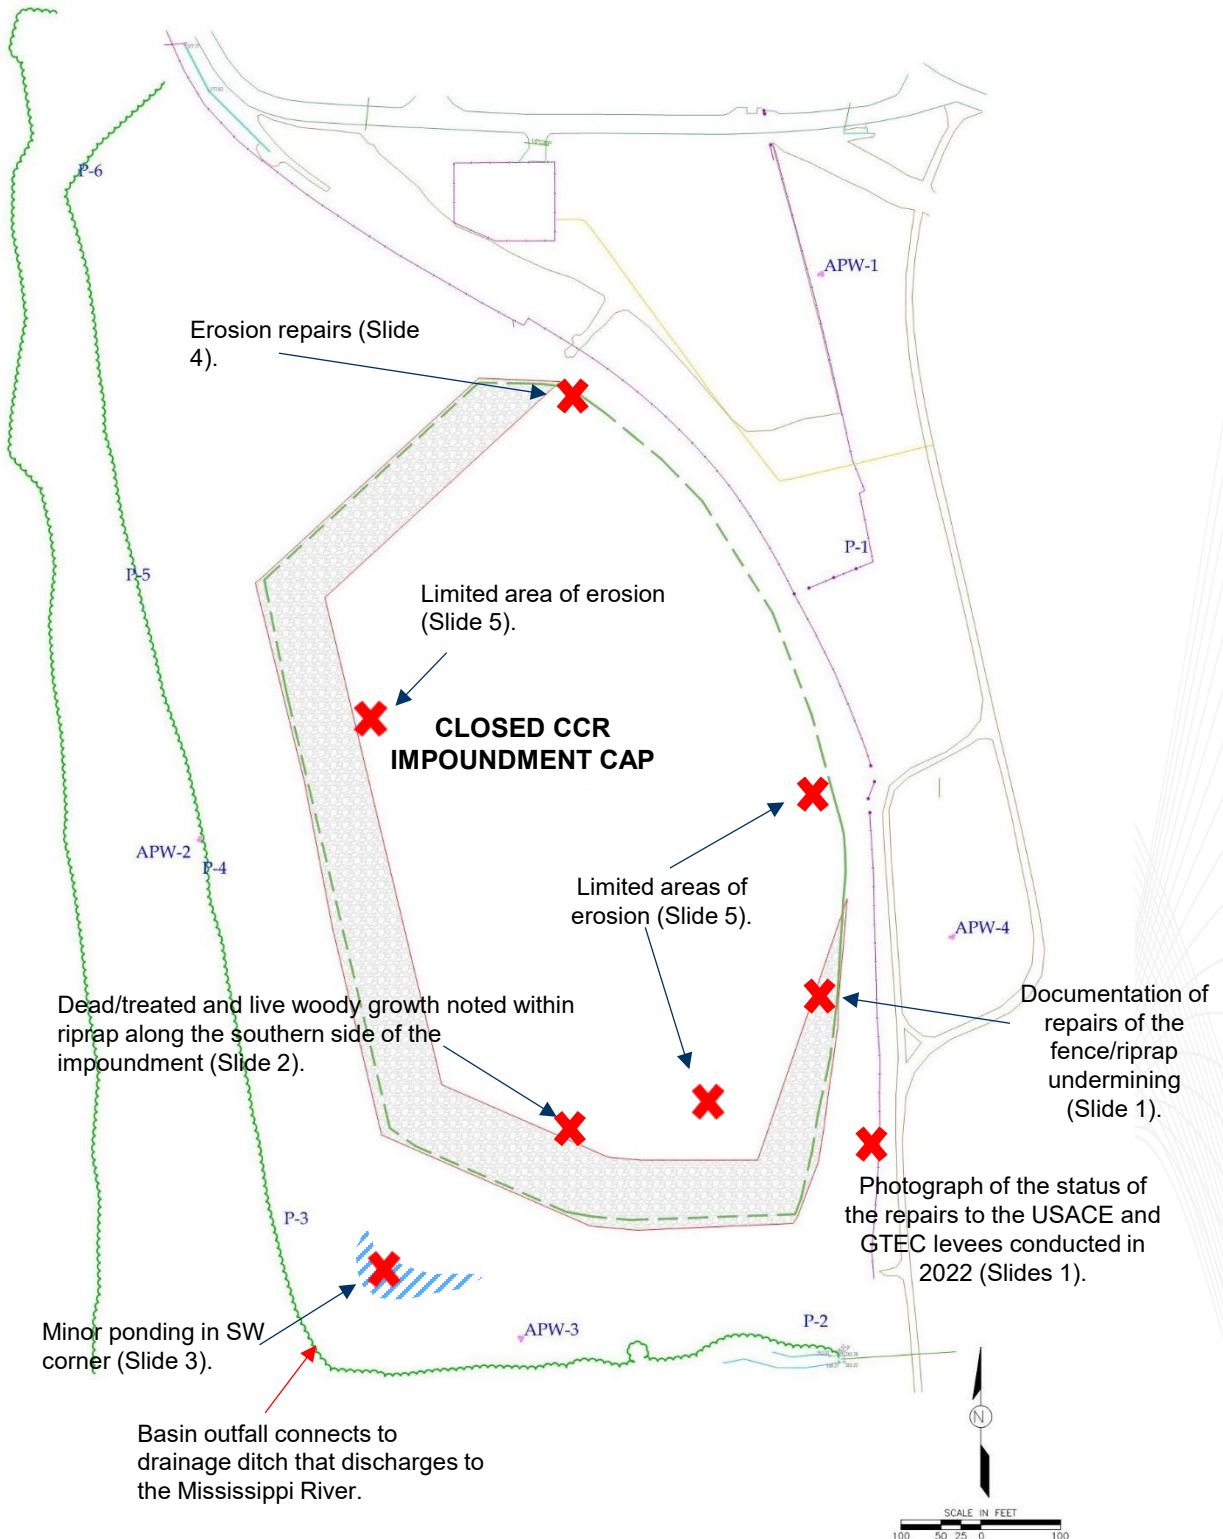 P-6
APW-1
Erosion repairs (Slide
4).
P-1
P-5
Limited area of erosion
(Slide 5).
CLOSED CCR
IMPOUNDMENT CAP
APW-2
P-4
Limited areas of
erosion (Slide 5).
APW-4
Dead/treated and live woody growth noted within
riprap along the southern side of the
impoundment (Slide 2).
Documentation of
repairs of the
fence/riprap
undermining
(Slide 1).
Photograph of the status of
the repairs to the USACE and
GTEC levees conducted in
2022 (Slides 1).
P-3
Minor ponding in SW
corner (Slide 3).
APW-3
P-2
Basin outfall connects to
drainage ditch that discharges to
the Mississippi River.
N
SCALE IN FEET
100 50 25 0 100